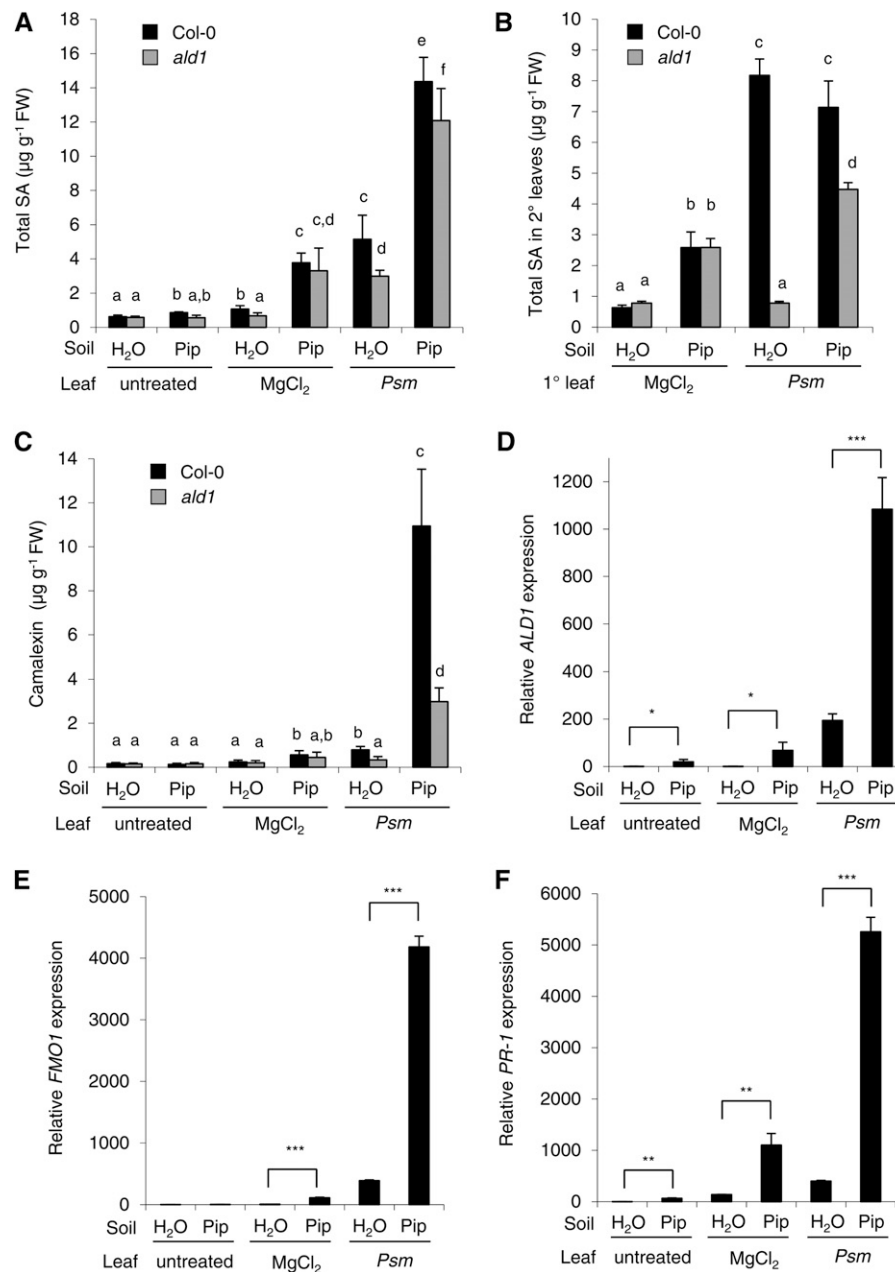 A
Total SA (µg g-1 FW)
18
16
14
12
10
8
6
4
2
0
Col-0
ald1
a a b a,b b a c c,d c d e f
Soil H2O Pip H2O Pip H2O Pip
Leaf untreated MgCl2 Psm
B
Total SA in 2° leaves (µg g-1 FW)
10
9
8
7
6
5
4
3
2
1
0
Col-0
ald1
a a b b c a c d
Soil H2O Pip H2O Pip
1° leaf MgCl2 Psm
C
Camalexin (µg g-1 FW)
14
12
10
8
6
4
2
0
Col-0
ald1
a a a a a a b a,b b a c d
Soil H2O Pip H2O Pip H2O Pip
Leaf untreated MgCl2 Psm
D
Relative ALD1 expression
1200
1000
800
600
400
200
0
* * ***
Soil H2O Pip H2O Pip H2O Pip
Leaf untreated MgCl2 Psm
E
Relative FMO1 expression
5000
4000
3000
2000
1000
0
*** ***
Soil H2O Pip H2O Pip H2O Pip
Leaf untreated MgCl2 Psm
F
Relative PR-1 expression
6000
5000
4000
3000
2000
1000
0
** ** ***
Soil H2O Pip H2O Pip H2O Pip
Leaf untreated MgCl2 Psm